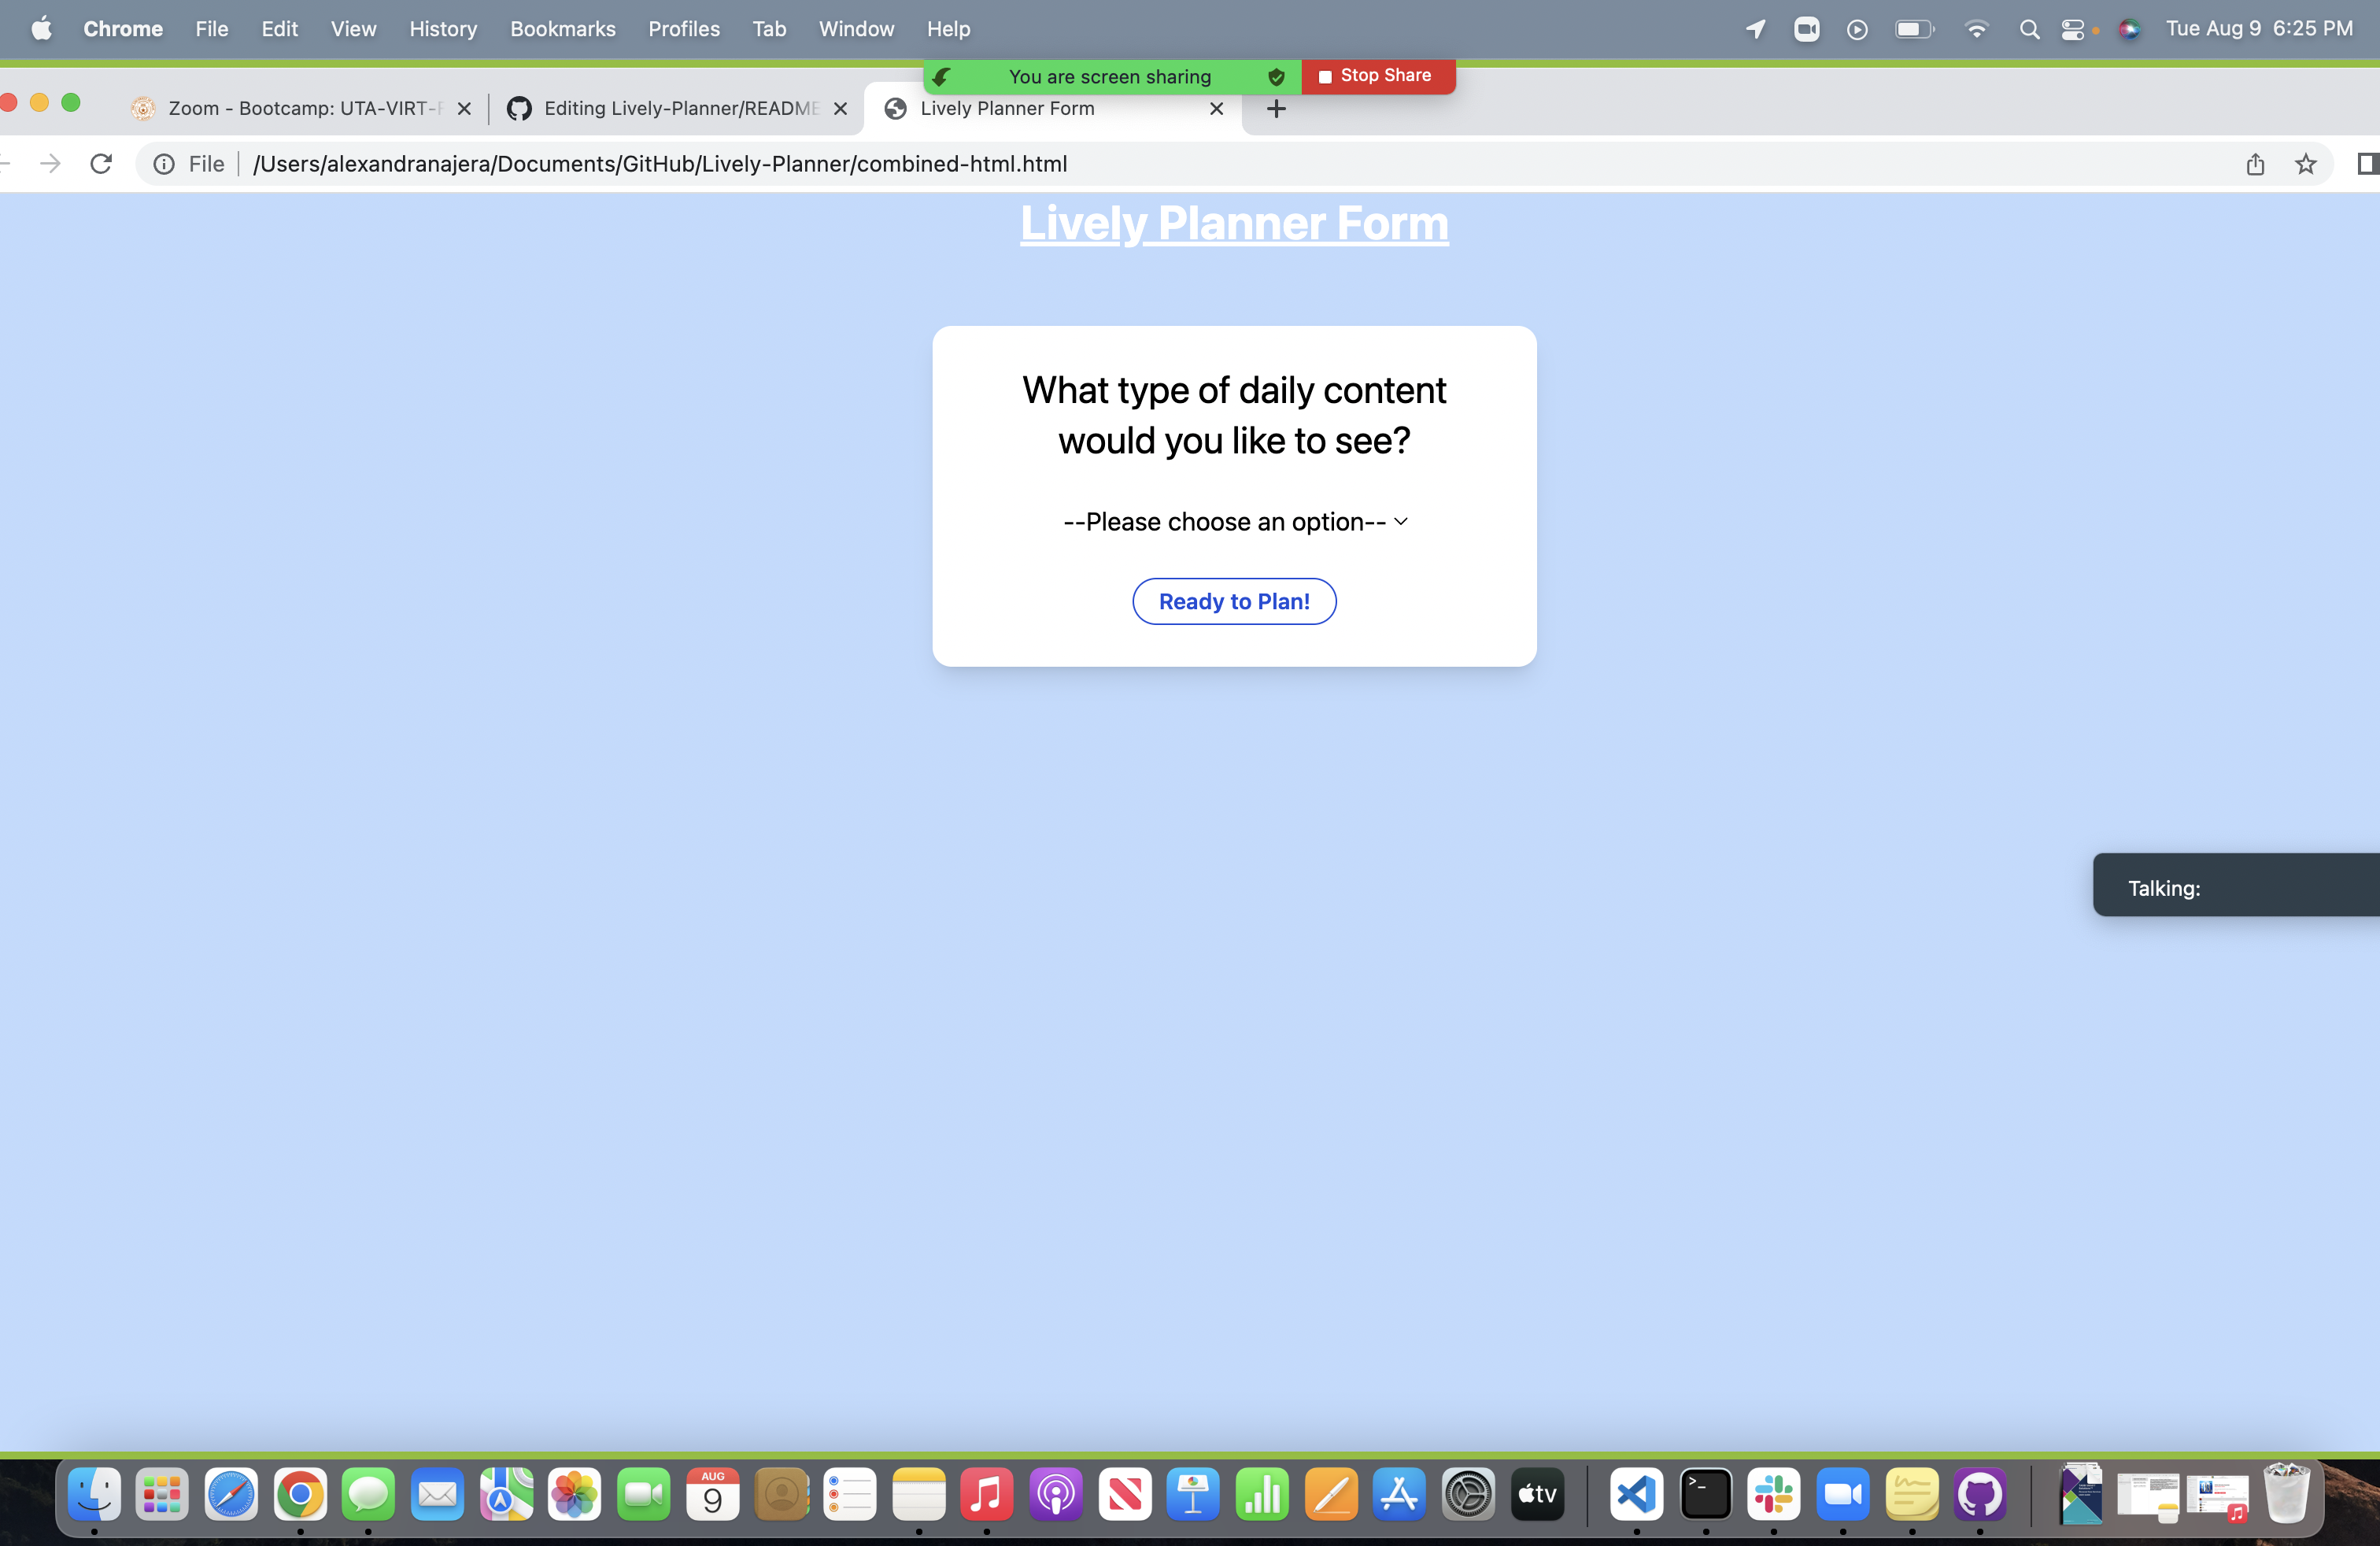 Chrome File Edit View History Bookmarks Profiles Tab Window Help Tue Aug 9 6:25 PM
You are screen sharing Stop Share
Zoom - Bootcamp: UTA-VIRT-F Editing Lively-Planner/README Lively Planner Form
File /Users/alexandranajera/Documents/GitHub/Lively-Planner/combined-html.html
Lively Planner Form
What type of daily content
would you like to see?
--Please choose an option--
Ready to Plan!
Talking:
AUG
9
tv